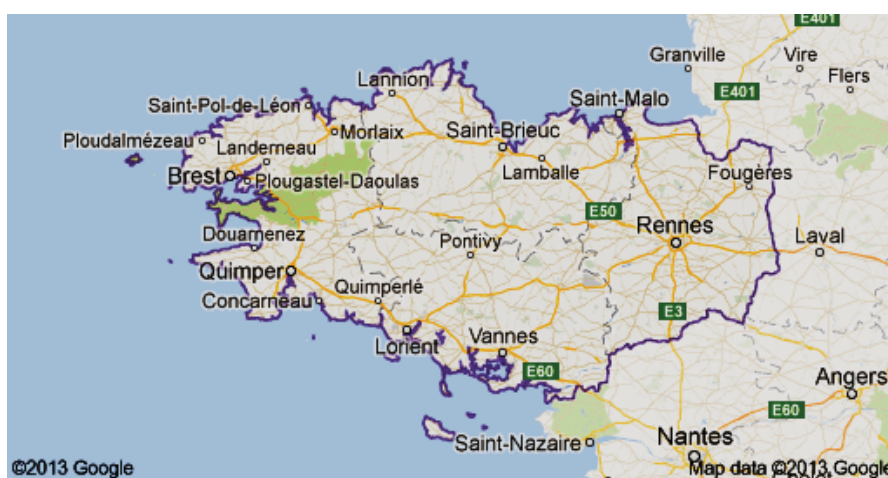 E401
Granville
Vire
Flers
Lannion
E401
Saint-Pol-de-Léon
Saint-Malo
Ploudalmézeau
Morlaix
Saint-Brieuc
Landerneau
Lamballe
Brest
Plougastel-Daoulas
Fougères
E50
Rennes
Douarnenez
Pontivy
Laval
Quimper
Quimperlé
Concarneau
E3
Lorient
Vannes
E60
Angers
E60
Saint-Nazaire
Nantes
©2013 Google
Map data ©2013 Google